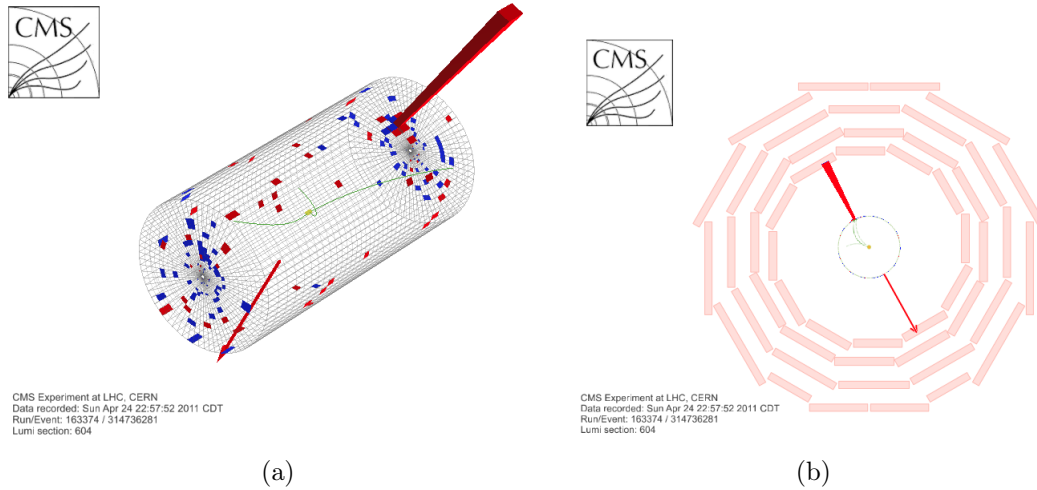 CMS
CMS
CMS Experiment at LHC, CERN
Data recorded: Sun Apr 24 22:57:52 2011 CDT
Run/Event: 163374 / 314736281
Lumi section: 604
CMS Experiment at LHC, CERN
Data recorded: Sun Apr 24 22:57:52 2011 CDT
Run/Event: 163374 / 314736281
Lumi section: 604
(a)
(b)